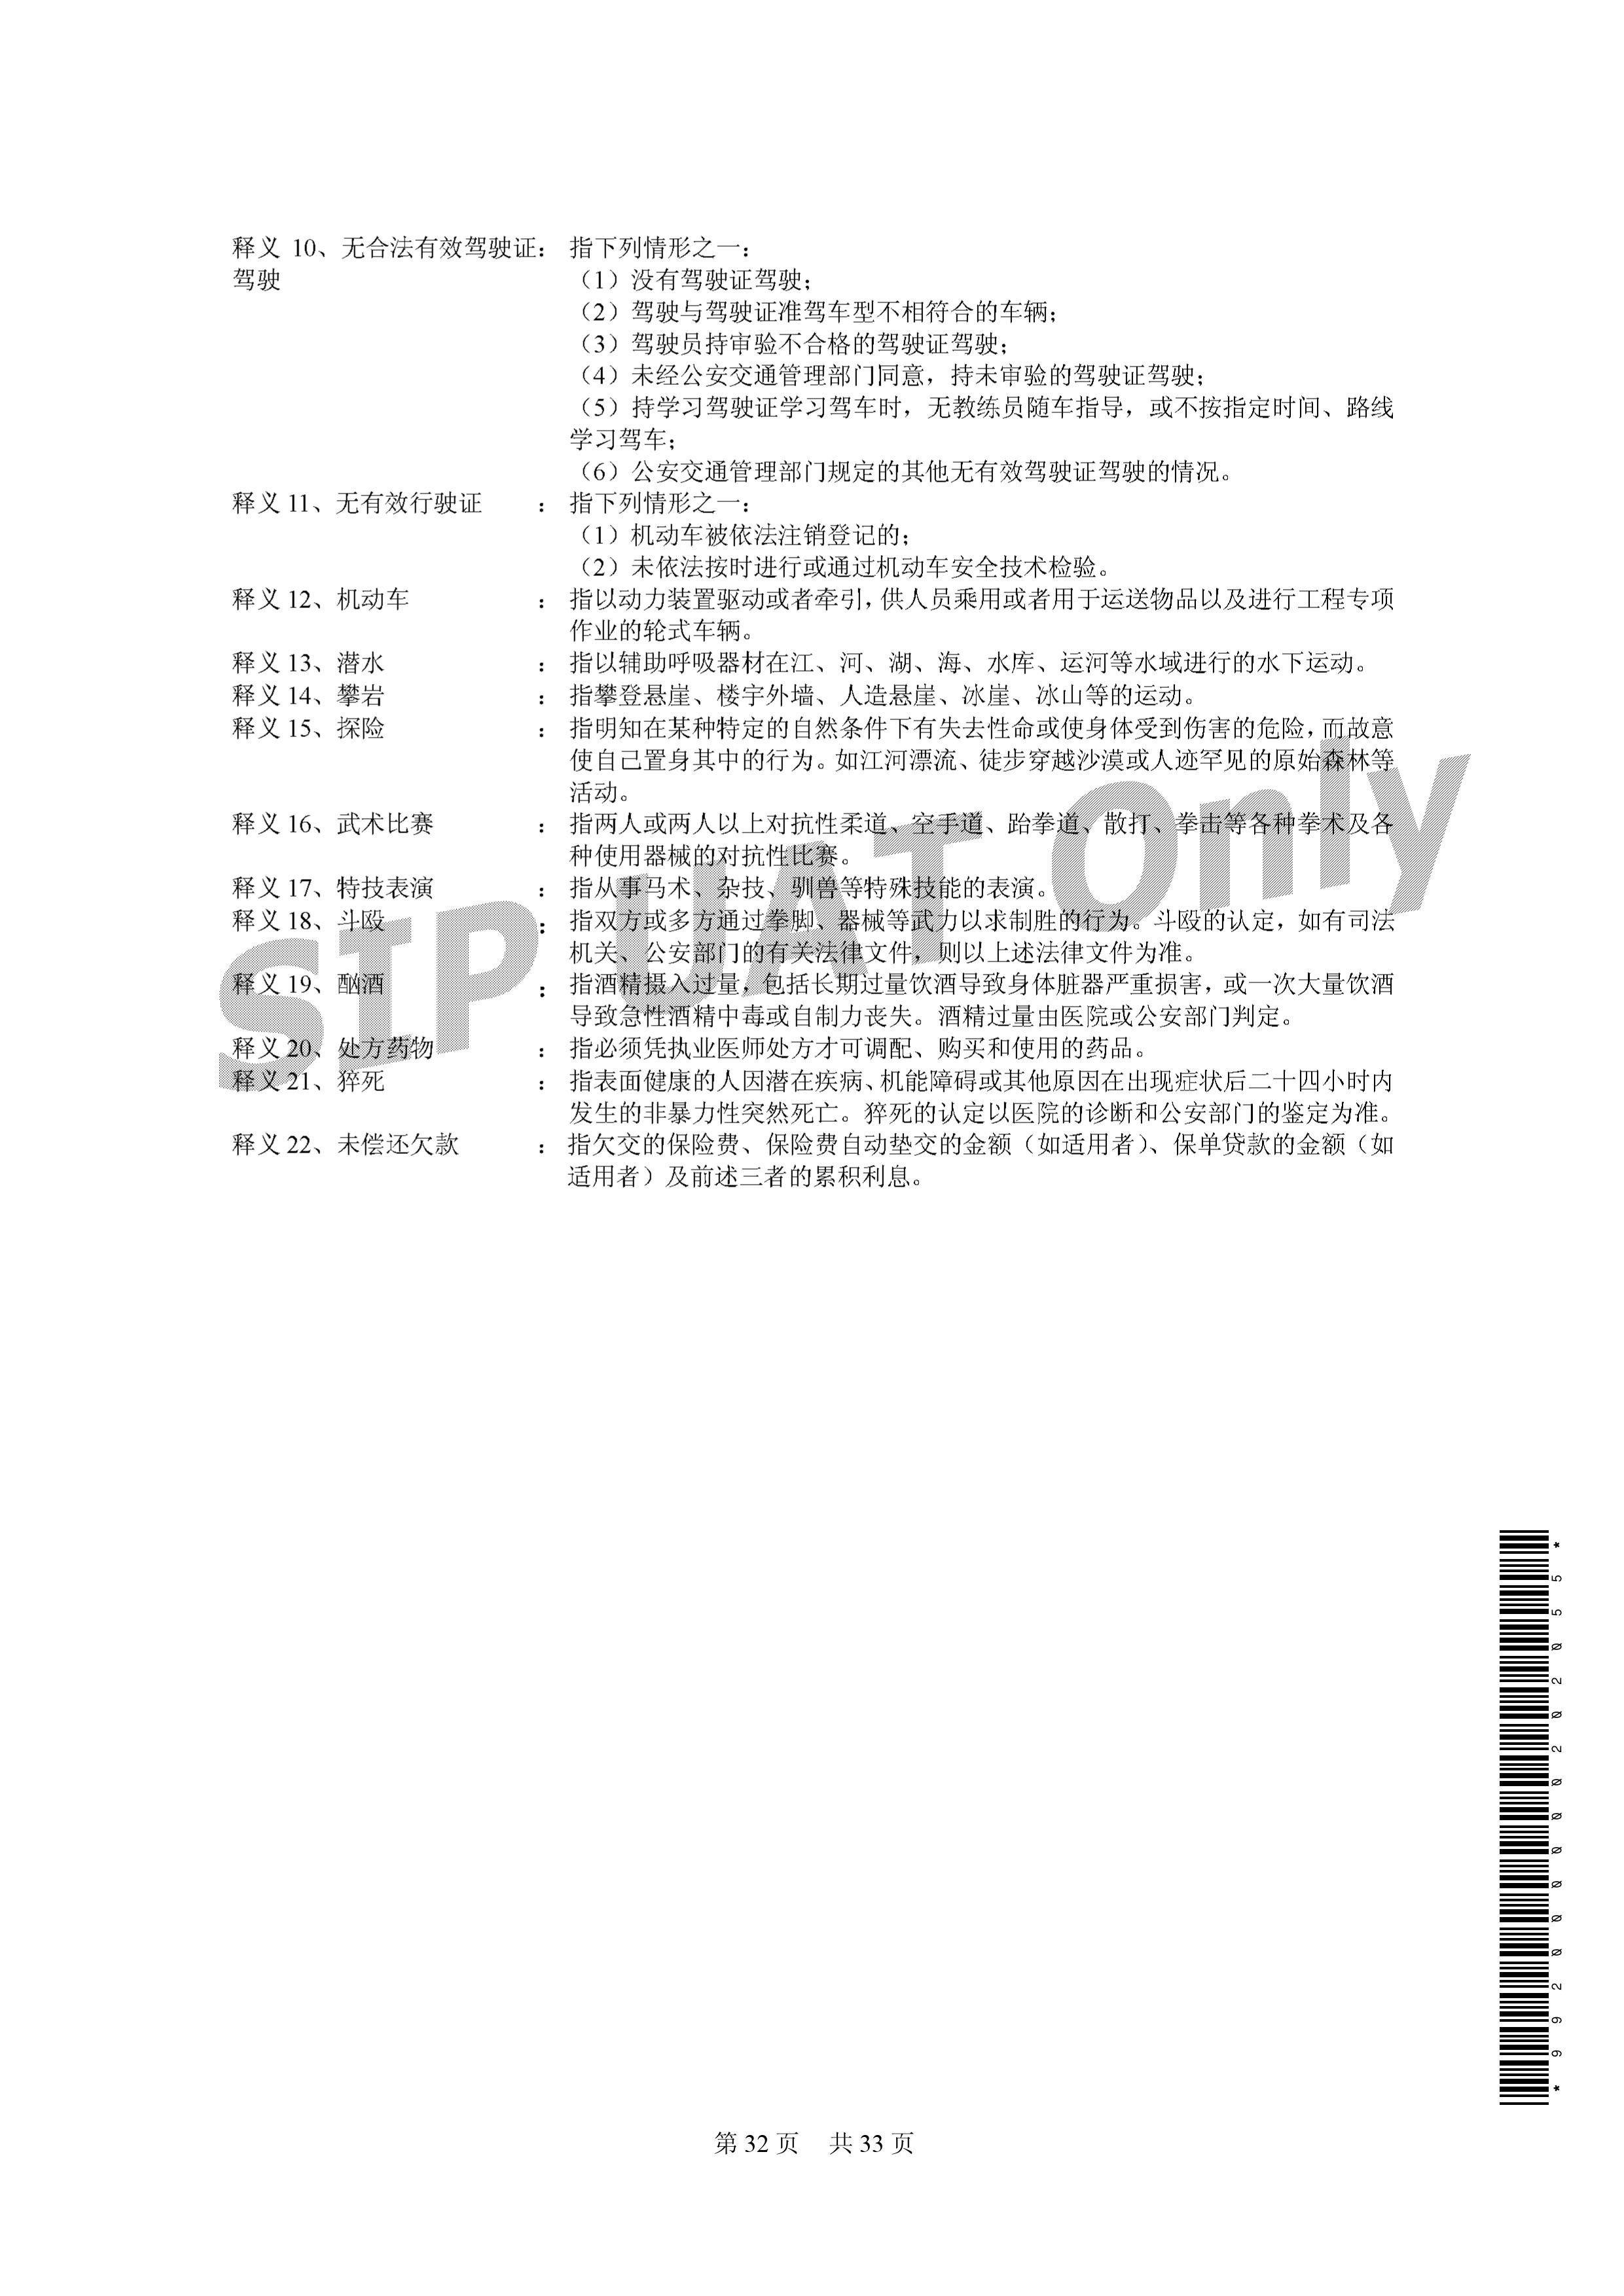 释义 10、无合法有效驾驶证： 指下列情形之一：
驾驶 （1）没有驾驶证驾驶；
（2）驾驶与驾驶证准驾车型不相符合的车辆；
（3）驾驶员持审验不合格的驾驶证驾驶；
（4）未经公安交通管理部门同意，持未审验的驾驶证驾驶；
（5）持学习驾驶证学习驾车时，无教练员随车指导，或不按指定时间、路线
学习驾车；
（6）公安交通管理部门规定的其他无有效驾驶证驾驶的情况。
释义 11、无有效行驶证 ： 指下列情形之一：
（1）机动车被依法注销登记的；
（2）未依法按时进行或通过机动车安全技术检验。
释义 12、机动车 ： 指以动力装置驱动或者牵引，供人员乘用或者用于运送物品以及进行工程专项
作业的轮式车辆。
释义 13、潜水 ： 指以辅助呼吸器材在江、河、湖、海、水库、运河等水域进行的水下运动。
释义 14、攀岩 ： 指攀登悬崖、楼宇外墙、人造悬崖、冰崖、冰山等的运动。
释义 15、探险 ： 指明知在某种特定的自然条件下有失去性命或使身体受到伤害的危险，而故意
使自己置身其中的行为。如江河漂流、徒步穿越沙漠或人迹罕见的原始森林等
活动。
释义 16、武术比赛 ： 指两人或两人以上对抗性柔道、空手道、跆拳道、散打、拳击等各种拳术及各
种使用器械的对抗性比赛。
释义 17、特技表演 ： 指从事马术、杂技、驯兽等特殊技能的表演。
释义 18、斗殴 ： 指双方或多方通过拳脚、器械等武力以求制胜的行为。斗殴的认定，如有司法
机关、公安部门的有关法律文件，则以上述法律文件为准。
释义 19、酗酒 ： 指酒精摄入过量，包括长期过量饮酒导致身体脏器严重损害，或一次大量饮酒
导致急性酒精中毒或自制力丧失。酒精过量由医院或公安部门判定。
释义 20、处方药物 ： 指必须凭执业医师处方才可调配、购买和使用的药品。
释义 21、猝死 ： 指表面健康的人因潜在疾病、机能障碍或其他原因在出现症状后二十四小时内
发生的非暴力性突然死亡。猝死的认定以医院的诊断和公安部门的鉴定为准。
释义 22、未偿还欠款 ： 指欠交的保险费、保险费自动垫交的金额（如适用者）、保单贷款的金额（如
适用者）及前述三者的累积利息。
SIP UAT Only
*992000000202055*
第 32 页 共 33 页